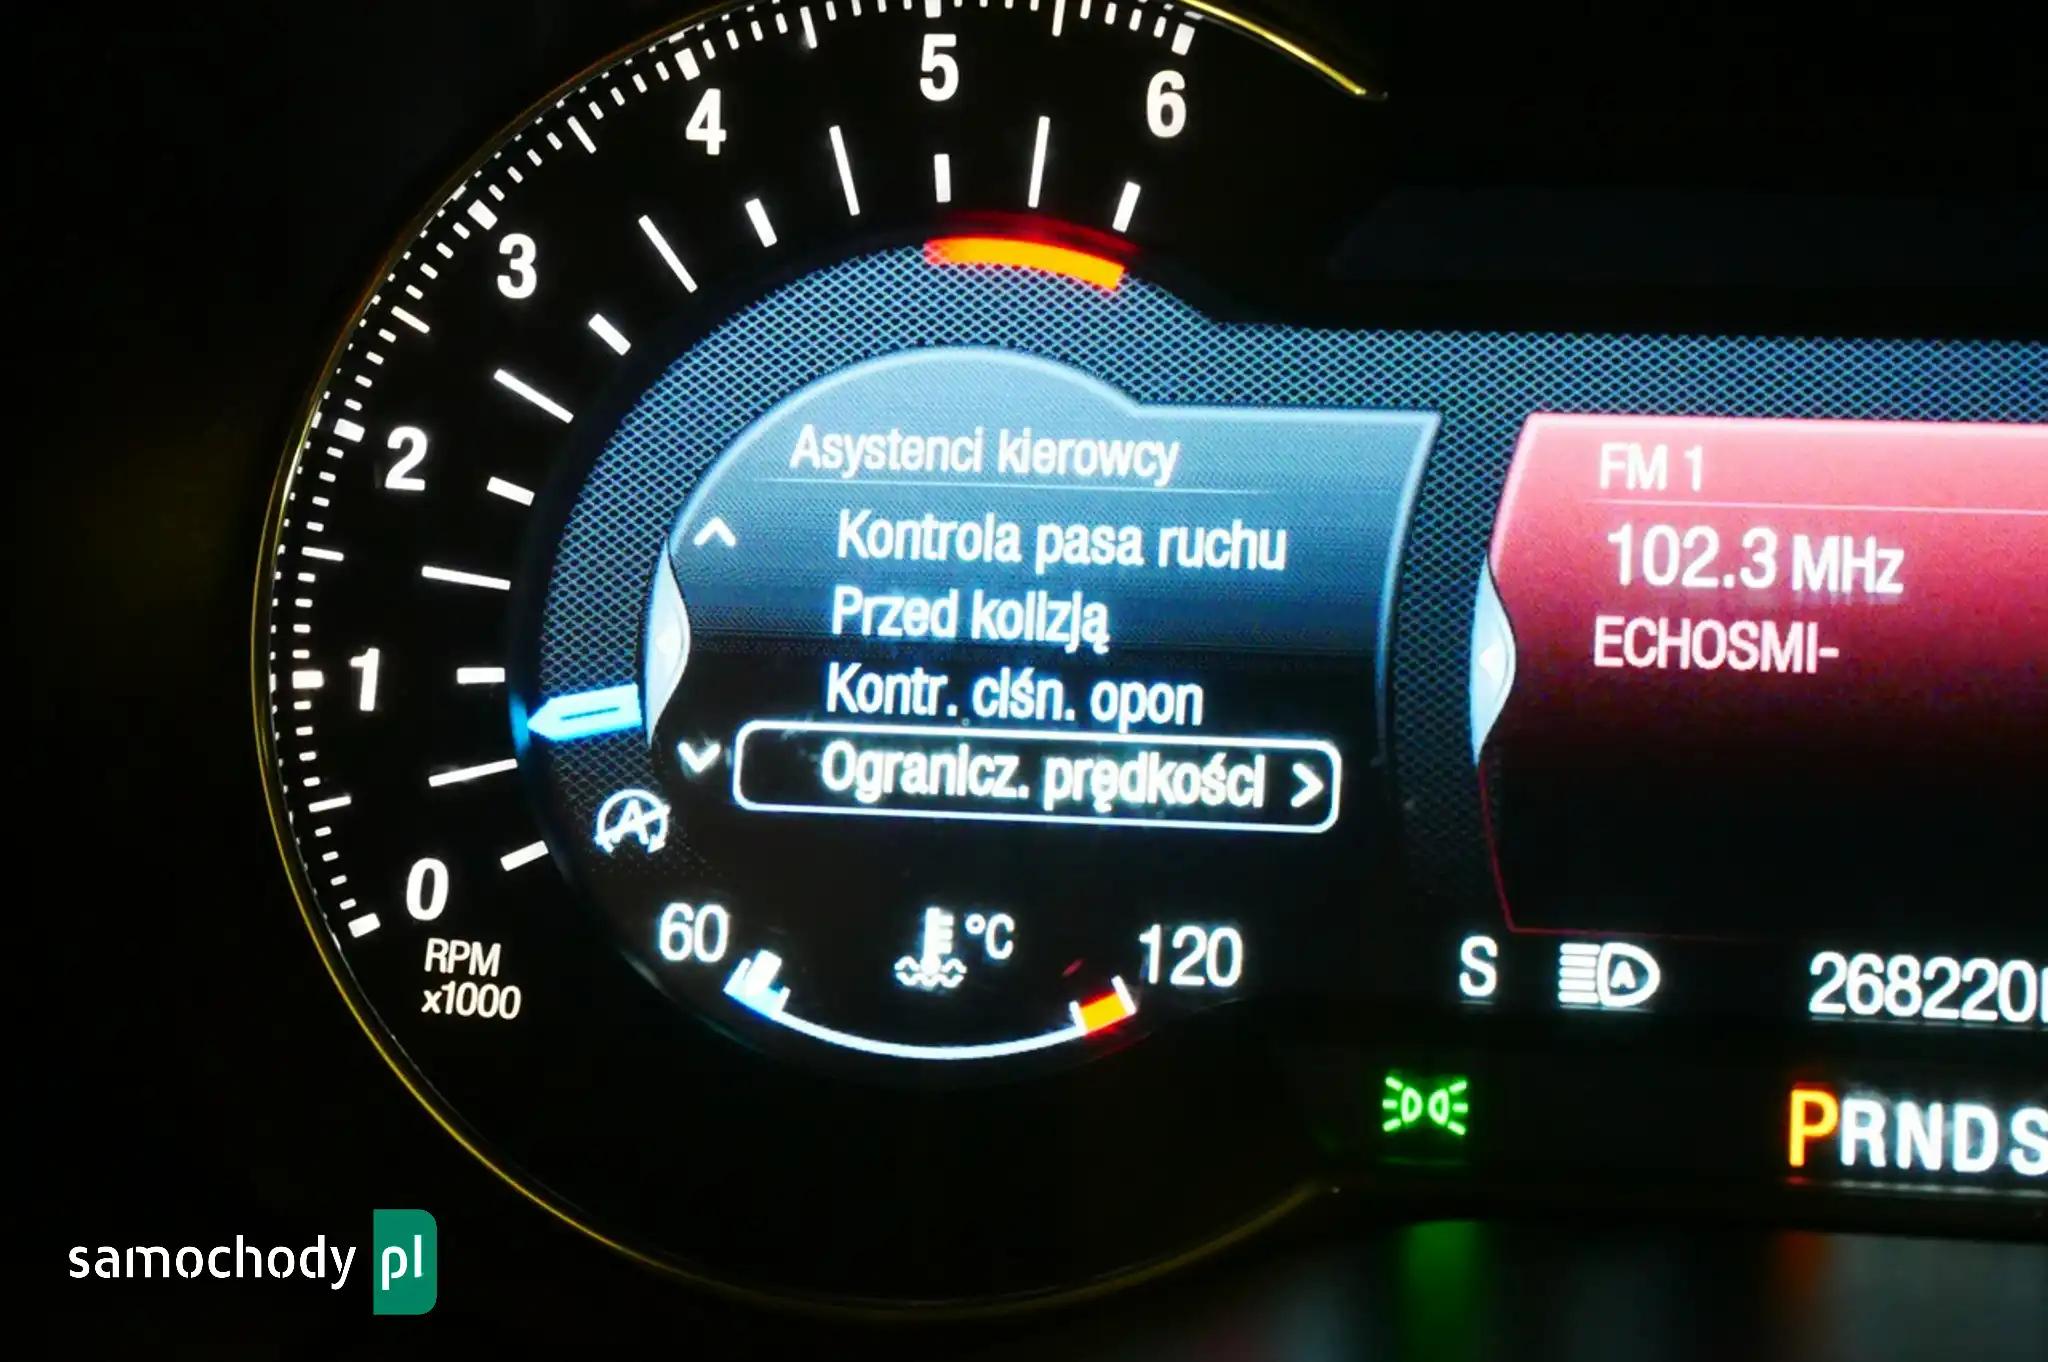 5
6
4
3
2
1
0
RPM
x1000
Asystenci kierowcy
Kontrola pasa ruchu
Przed kolizją
Kontr. ciśn. opon
Ogranicz. prędkości >
A
60
°C
120
FM 1
102.3 MHz
ECHOSMI-
S
A
268220
PRNDS
samochody pl